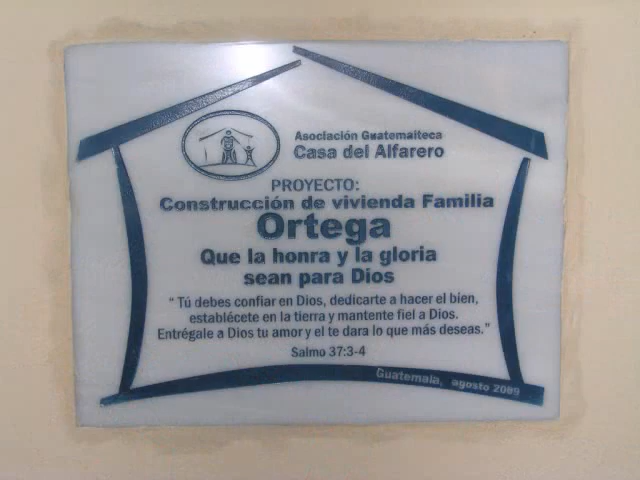 Asociación Guatemalteca
Casa del Alfarero
PROYECTO:
Construcción de vivienda Familia
Ortega
Que la honra y la gloria
sean para Dios
“ Tú debes confiar en Dios, dedicarte a hacer el bien,
establécete en la tierra y mantente fiel a Dios.
Entrégale a Dios tu amor y el te dara lo que más deseas.”
Salmo 37:3-4
Guatemala, agosto 2009